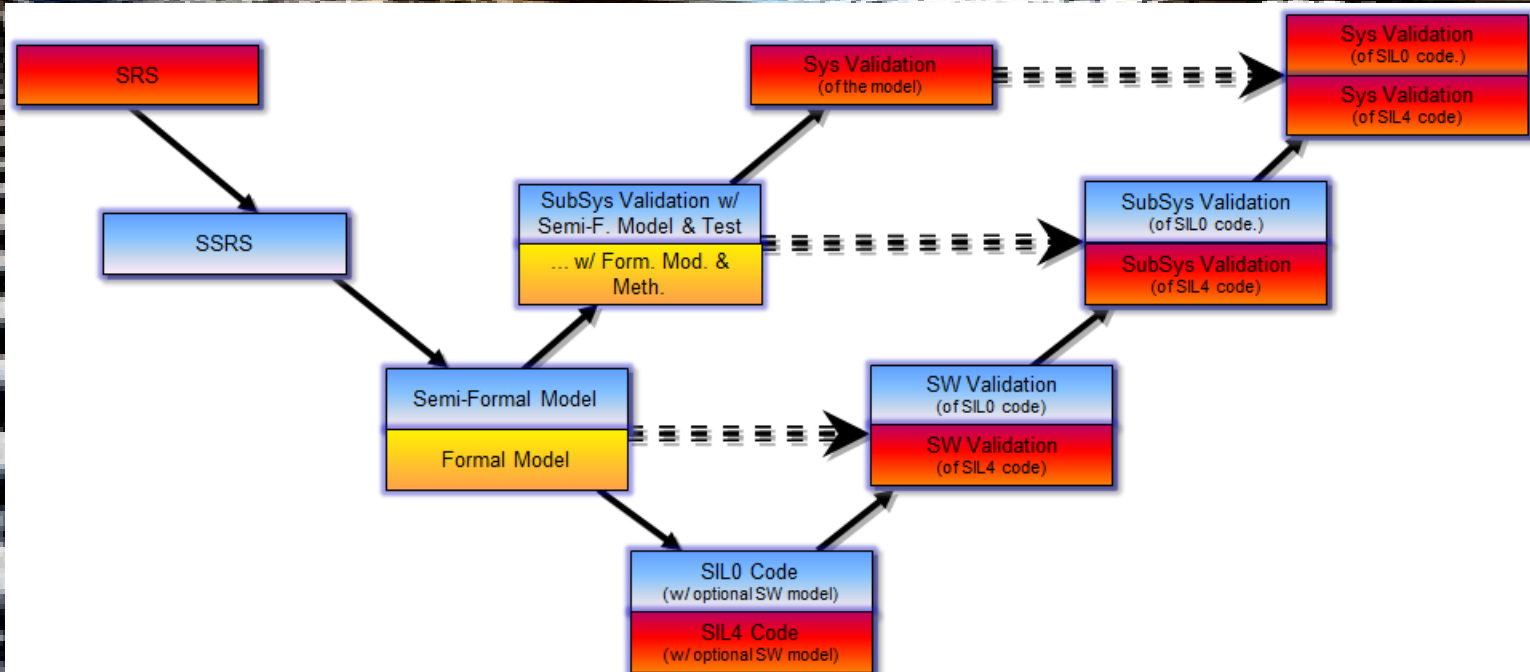 SRS
Sys Validation
(of the model)
Sys Validation
(of SIL0 code.)
Sys Validation
(of SIL4 code)
SSRS
SubSys Validation w/
Semi-F. Model & Test
... w/ Form. Mod. &
Meth.
SubSys Validation
(of SIL0 code.)
SubSys Validation
(of SIL4 code)
Semi-Formal Model
Formal Model
SW Validation
(of SIL0 code)
SW Validation
(of SIL4 code)
SIL0 Code
(w/ optional SW model)
SIL4 Code
(w/ optional SW model)